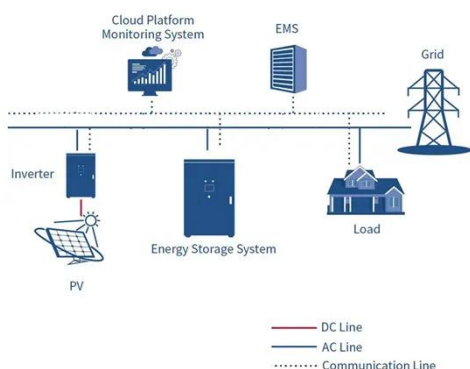 Cloud Platform
Monitoring System
EMS
Grid
Inverter
Energy Storage System
Load
PV
DC Line
AC Line
Communication Line